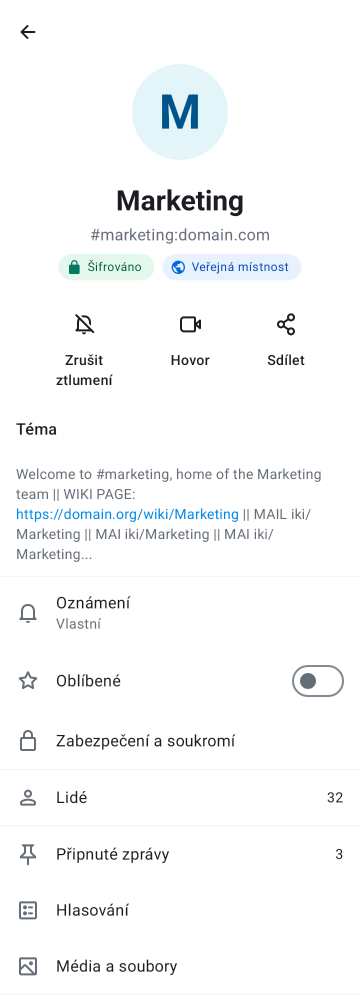 M
Marketing
#marketing:domain.com
Šifrováno
Veřejná místnost
Zrušit
ztlumení
Hovor
Sdílet
Téma
Welcome to #marketing, home of the Marketing
team || WIKI PAGE:
https://domain.org/wiki/Marketing || MAIL iki/
Marketing || MAI iki/Marketing || MAI iki/
Marketing...
Oznámení
Vlastní
Oblíbené
Zabezpečení a soukromí
Lidé 32
Připnuté zprávy 3
Hlasování
Média a soubory